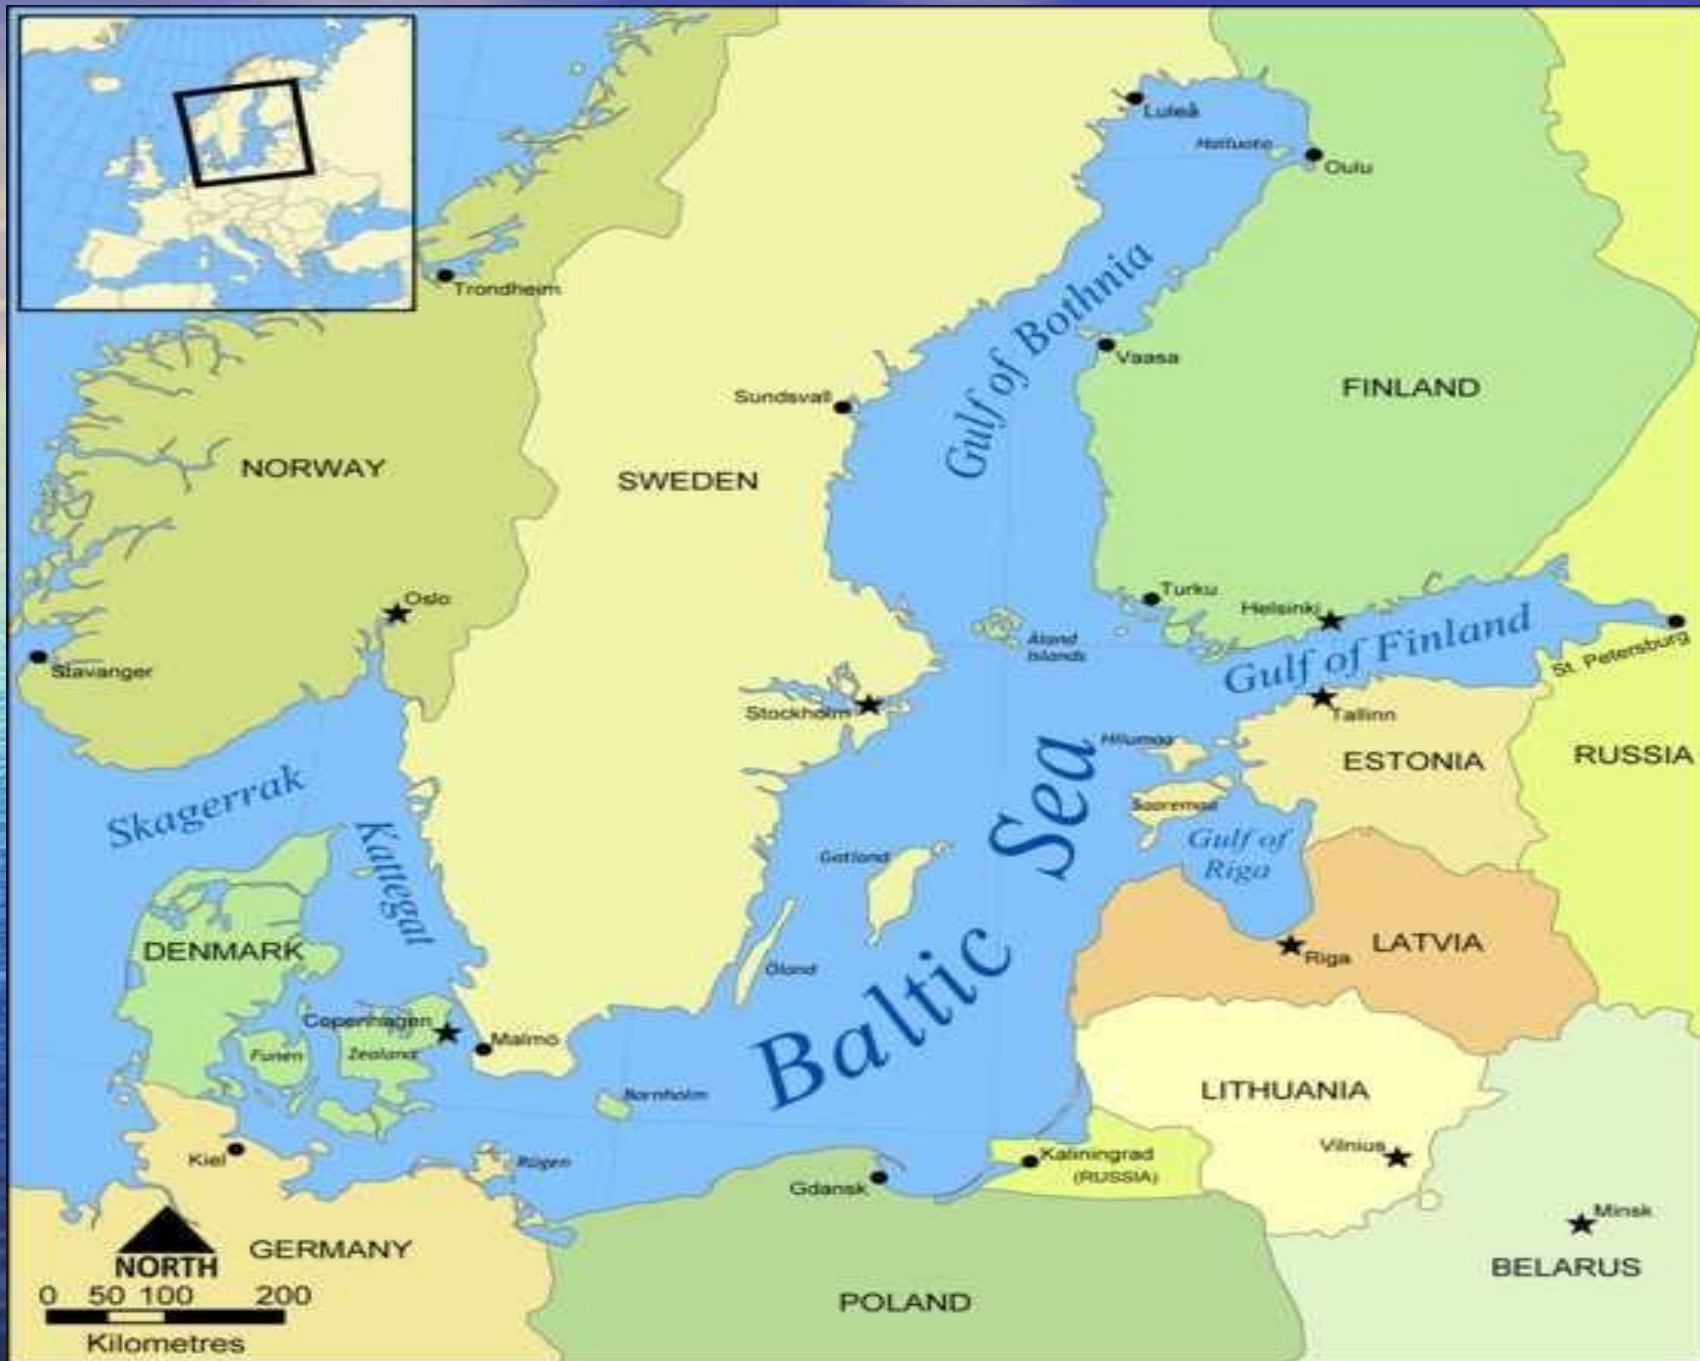 Luleå
Hailuoto
Oulu
Trondheim
Gulf of Bothnia
Vaasa
Sundsvall
FINLAND
NORWAY
SWEDEN
Oslo
Turku
Helsinki
Åland
Islands
Gulf of Finland
St. Petersburg
Stavanger
Stockholm
Tallinn
Hiiumaa
ESTONIA
RUSSIA
Skagerrak
Saaremaa
Kattegat
Gulf of
Riga
Gotland
Baltic Sea
DENMARK
LATVIA
Riga
Öland
Copenhagen
Malmö
Funen
Zealand
Bornholm
LITHUANIA
Vilnius
Kiel
Rügen
Kaliningrad
(RUSSIA)
Gdansk
Minsk
GERMANY
BELARUS
POLAND
NORTH
0 50 100 200
Kilometres